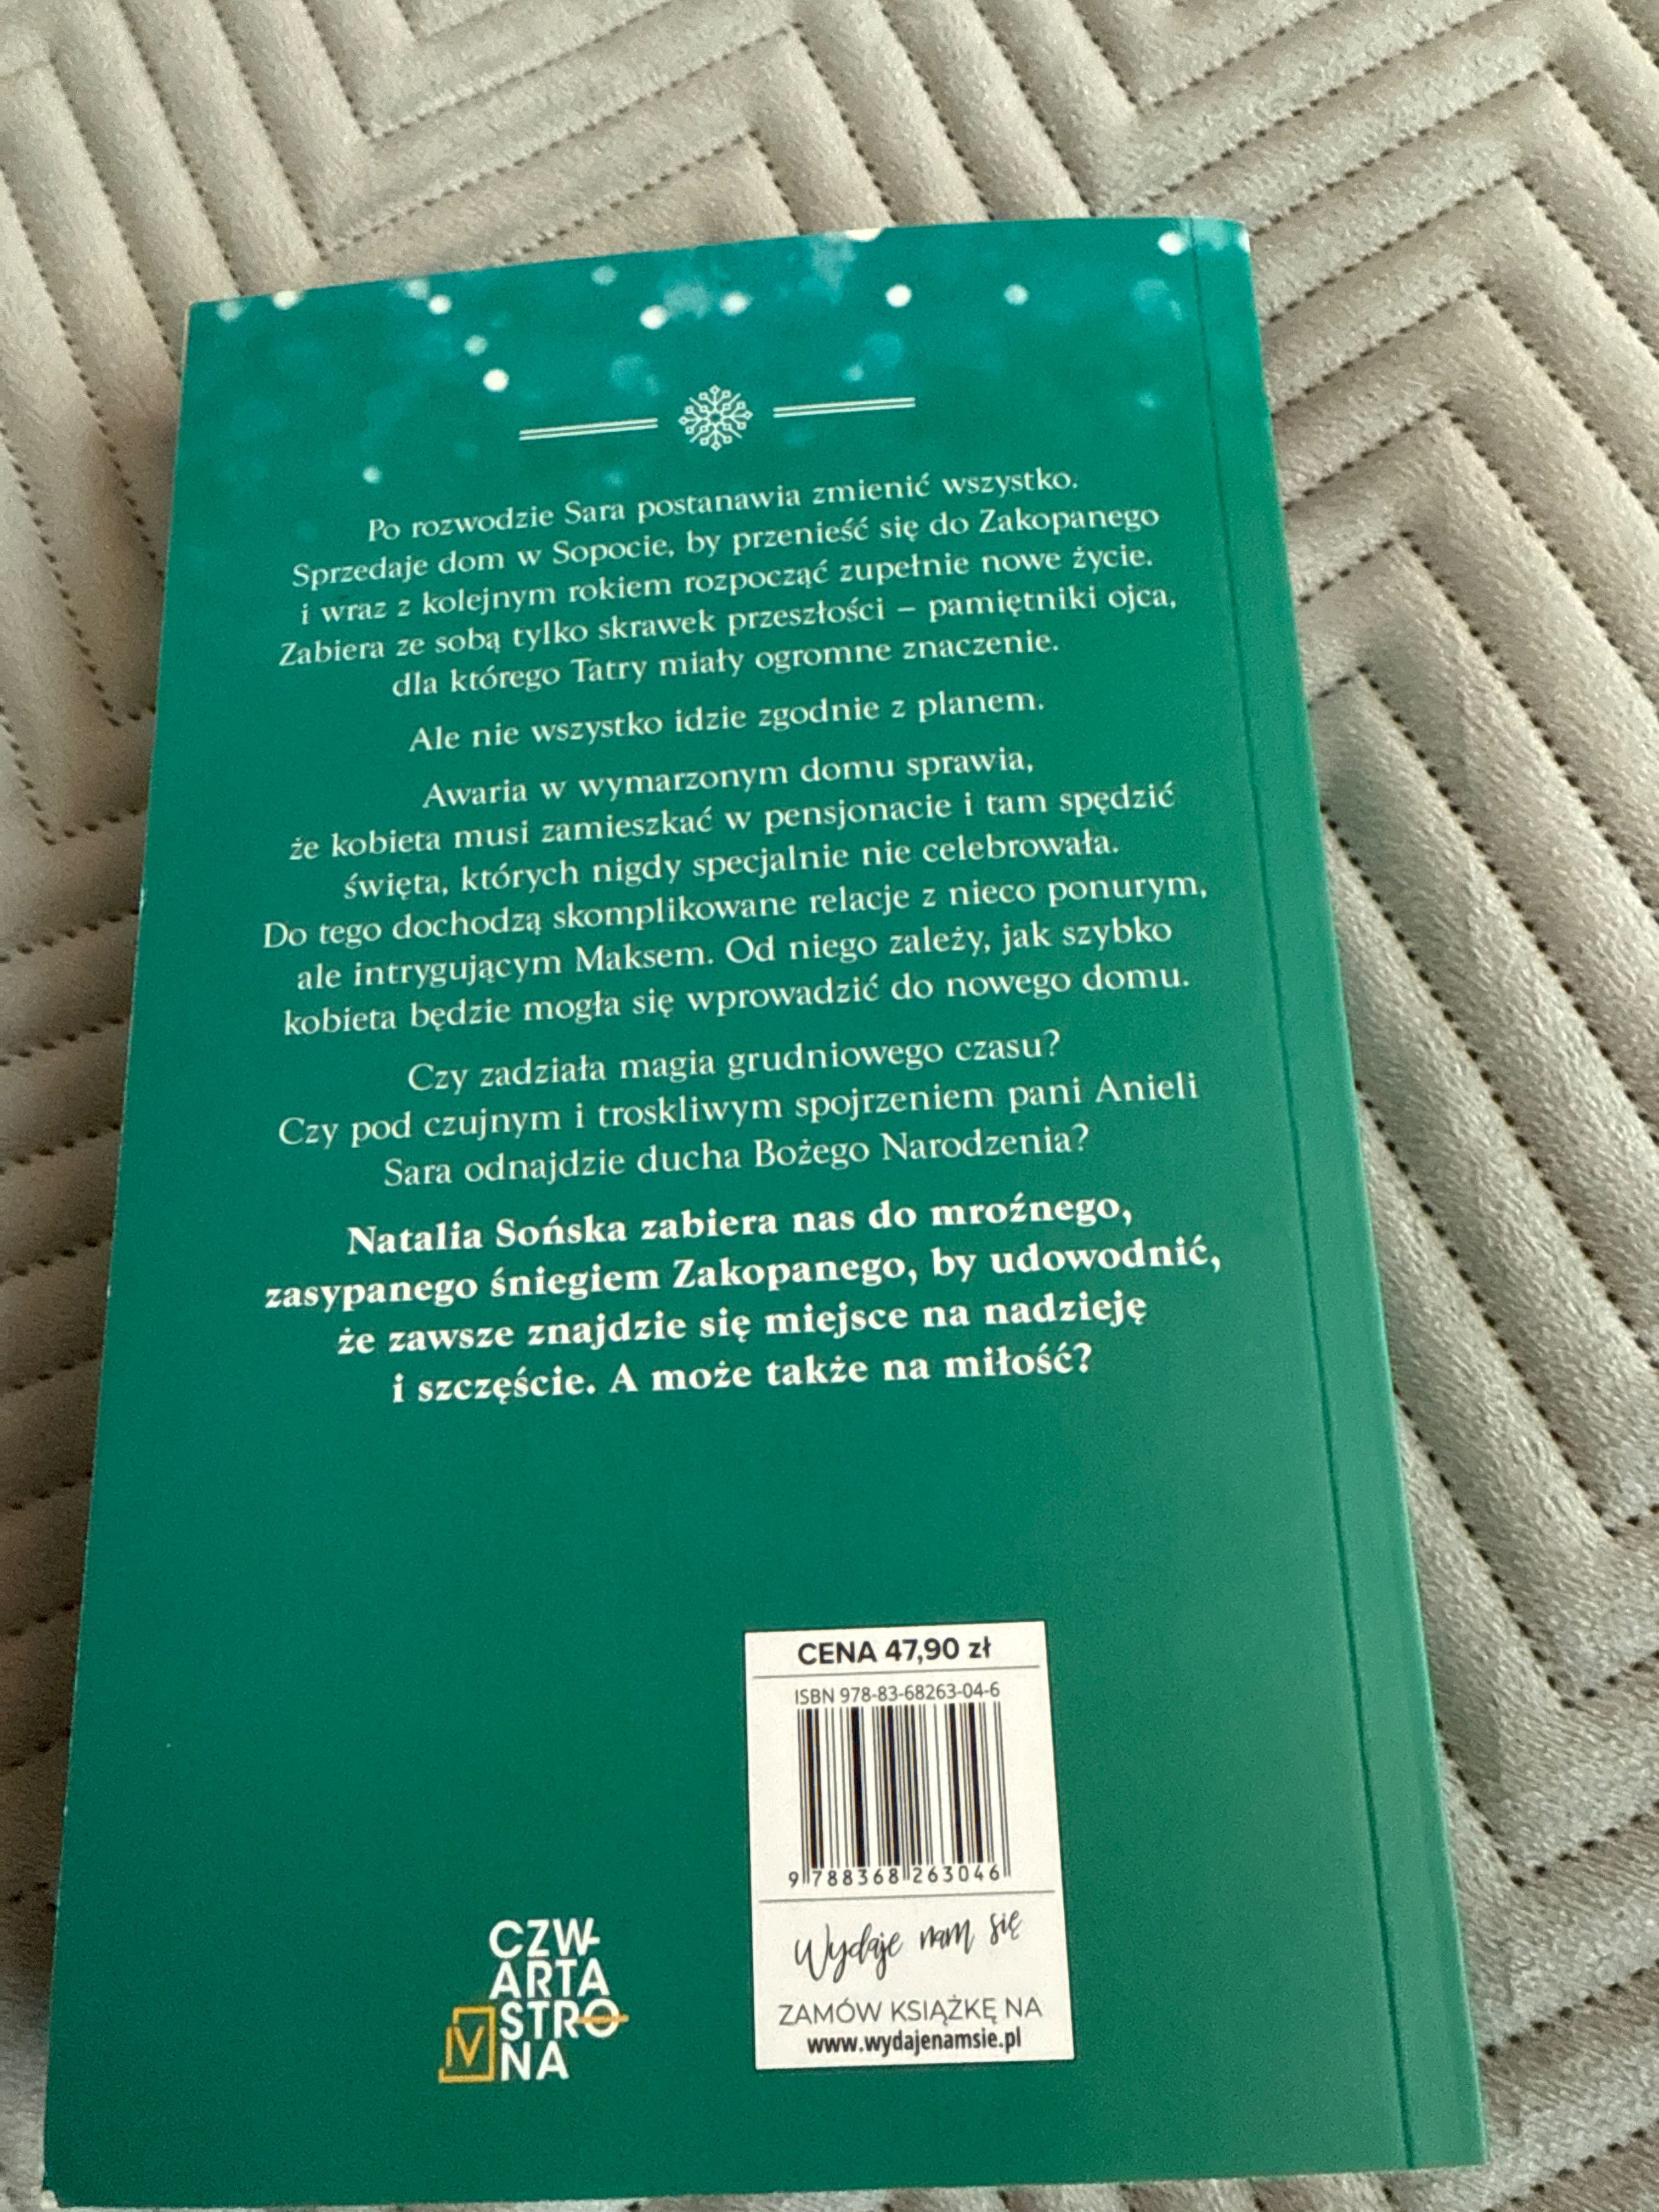 Po rozwodzie Sara postanawia zmienić wszystko.
Sprzedaje dom w Sopocie, by przenieść się do Zakopanego
i wraz z kolejnym rokiem rozpocząć zupełnie nowe życie.
Zabiera ze sobą tylko skrawek przeszłości – pamiętniki ojca,
dla którego Tatry miały ogromne znaczenie.
Ale nie wszystko idzie zgodnie z planem.
Awaria w wymarzonym domu sprawia,
że kobieta musi zamieszkać w pensjonacie i tam spędzić
święta, których nigdy specjalnie nie celebrowała.
Do tego dochodzą skomplikowane relacje z nieco ponurym,
ale intrygującym Maksem. Od niego zależy, jak szybko
kobieta będzie mogła się wprowadzić do nowego domu.
Czy zadziała magia grudniowego czasu?
Czy pod czujnym i troskliwym spojrzeniem pani Anieli
Sara odnajdzie ducha Bożego Narodzenia?
Natalia Sońska zabiera nas do mroźnego,
zasypanego śniegiem Zakopanego, by udowodnić,
że zawsze znajdzie się miejsce na nadzieję
i szczęście. A może także na miłość?
CENA 47,90 zł
ISBN 978-83-68263-04-6
9 788368 263046
Wydaje nam się
ZAMÓW KSIĄŻKĘ NA
www.wydajenamsie.pl
CZW-
ARTA
STRO
IV NA